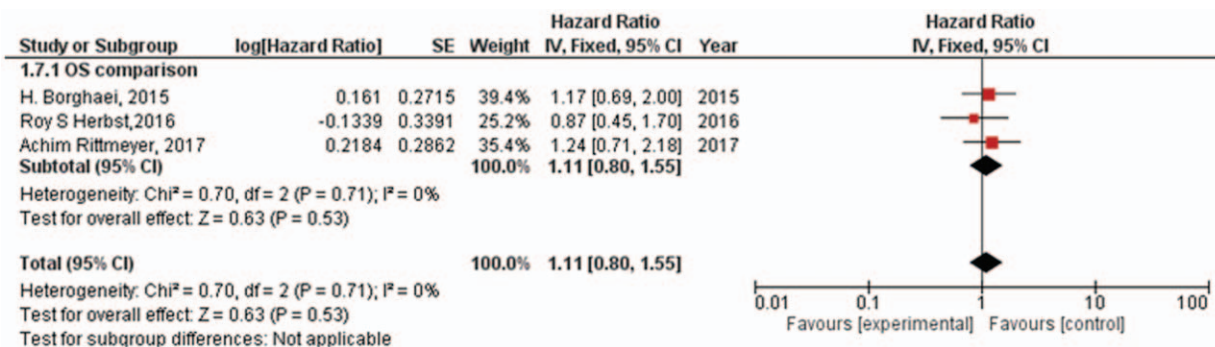 Hazard Ratio Hazard Ratio
Study or Subgroup log[Hazard Ratio] SE Weight IV, Fixed, 95% CI Year IV, Fixed, 95% CI
1.7.1 OS comparison
H. Borghaei, 2015 0.161 0.2715 39.4% 1.17 [0.69, 2.00] 2015
Roy S Herbst,2016 -0.1339 0.3391 25.2% 0.87 [0.45, 1.70] 2016
Achim Rittmeyer, 2017 0.2184 0.2862 35.4% 1.24 [0.71, 2.18] 2017
Subtotal (95% CI) 100.0% 1.11 [0.80, 1.55]
Heterogeneity: Chi² = 0.70, df = 2 (P = 0.71); I² = 0%
Test for overall effect: Z = 0.63 (P = 0.53)
Total (95% CI) 100.0% 1.11 [0.80, 1.55]
Heterogeneity: Chi² = 0.70, df = 2 (P = 0.71); I² = 0%
Test for overall effect: Z = 0.63 (P = 0.53)
Test for subgroup differences: Not applicable
0.01 0.1 1 10 100
Favours [experimental] Favours [control]